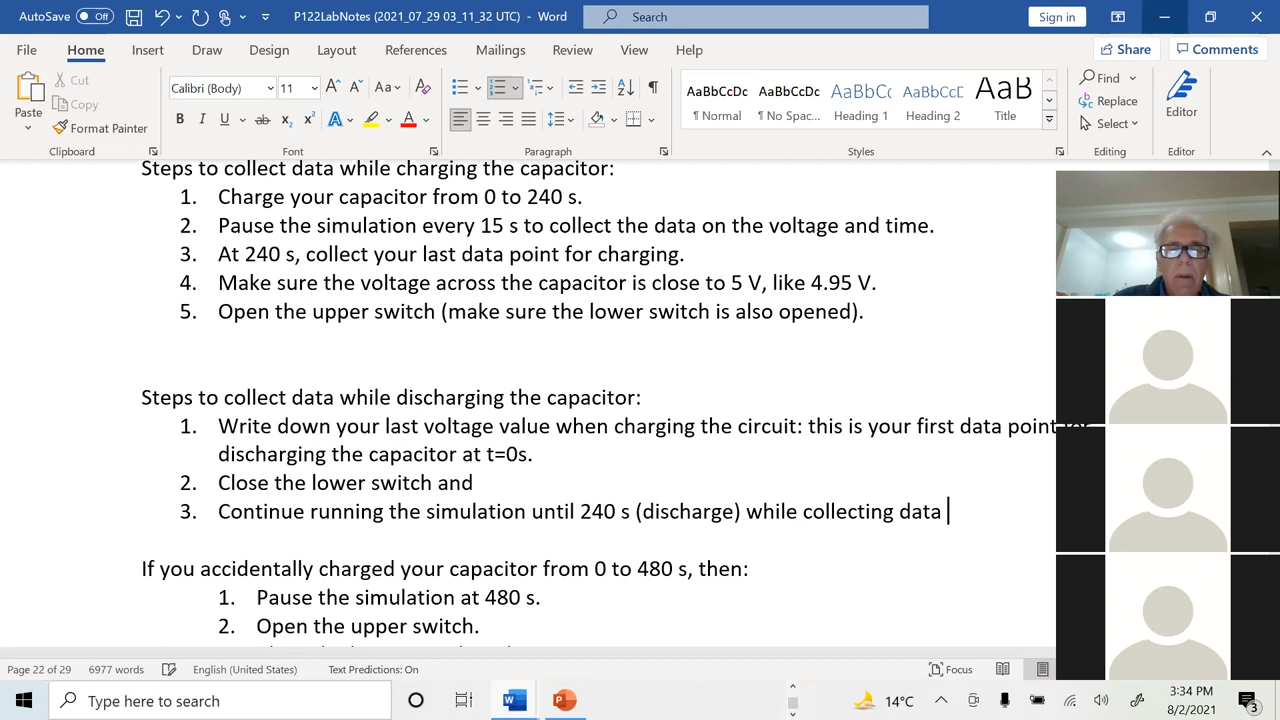 AutoSave Off P122LabNotes (2021_07_29 03_11_32 UTC) - Word Search Sign in
File Home Insert Draw Design Layout References Mailings Review View Help Share Comments
Paste Cut Copy Format Painter Clipboard
Calibri (Body) 11 Font
Paragraph
AaBbCcDc AaBbCcDc AaBbCc AaBbCcD AaB
¶ Normal ¶ No Spac... Heading 1 Heading 2 Title
Styles
Find Replace Select Editing
Editor Editor
Steps to collect data while charging the capacitor:
1. Charge your capacitor from 0 to 240 s.
2. Pause the simulation every 15 s to collect the data on the voltage and time.
3. At 240 s, collect your last data point for charging.
4. Make sure the voltage across the capacitor is close to 5 V, like 4.95 V.
5. Open the upper switch (make sure the lower switch is also opened).
Steps to collect data while discharging the capacitor:
1. Write down your last voltage value when charging the circuit: this is your first data point for
discharging the capacitor at t=0s.
2. Close the lower switch and
3. Continue running the simulation until 240 s (discharge) while collecting data
If you accidentally charged your capacitor from 0 to 480 s, then:
1. Pause the simulation at 480 s.
2. Open the upper switch.
Page 22 of 29 6977 words English (United States) Text Predictions: On Focus
Type here to search 14°C 3:34 PM
8/2/2021 3